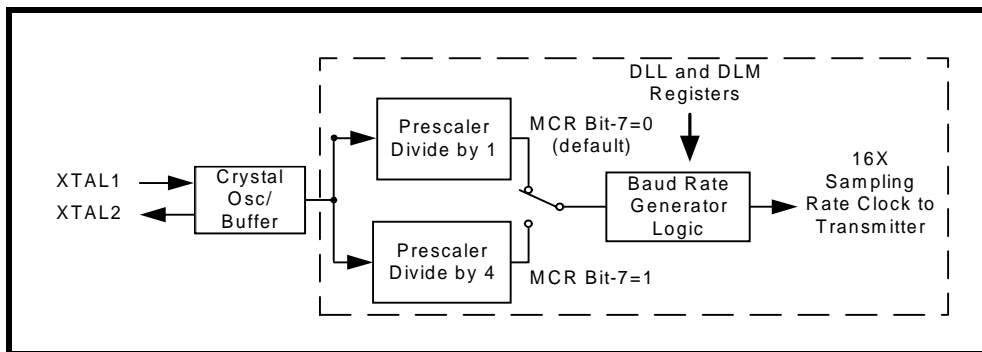 DLL and DLM
Registers
Prescaler
Divide by 1
MCR Bit-7=0
(default)
XTAL1
XTAL2
Crystal
Osc/
Buffer
Baud Rate
Generator
Logic
16X
Sampling
Rate Clock to
Transmitter
Prescaler
Divide by 4
MCR Bit-7=1